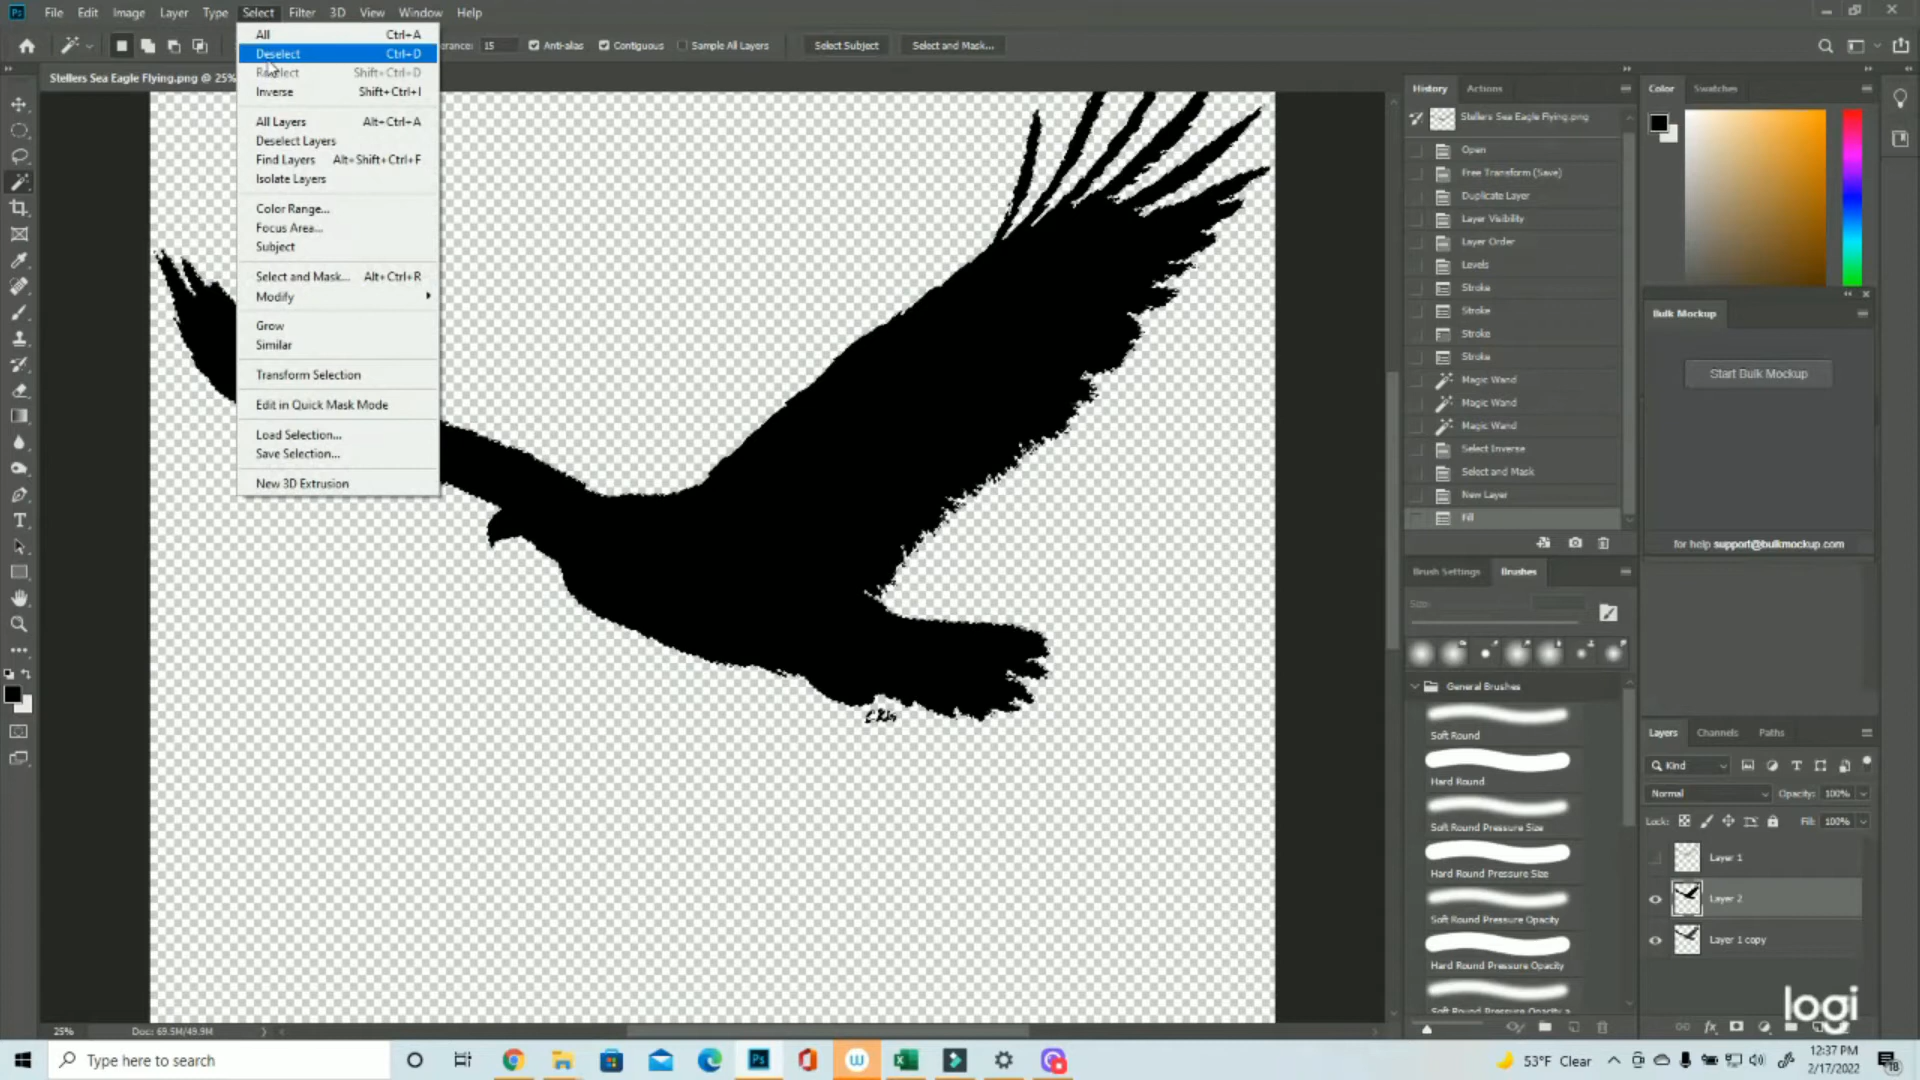 Ps File Edit Image Layer Type Select Filter 3D View Window Help
15 Anti-alias Contiguous Sample All Layers Select Subject Select and Mask...
Stellers Sea Eagle Flying.png @ 25%
All Ctrl+A
Deselect Ctrl+D
Reselect Shift+Ctrl+D
Inverse Shift+Ctrl+I
All Layers Alt+Ctrl+A
Deselect Layers
Find Layers Alt+Shift+Ctrl+F
Isolate Layers
Color Range...
Focus Area...
Subject
Select and Mask... Alt+Ctrl+R
Modify
Grow
Similar
Transform Selection
Edit in Quick Mask Mode
Load Selection...
Save Selection...
New 3D Extrusion
History Actions
Stellers Sea Eagle Flying.png
Open
Free Transform (Save)
Duplicate Layer
Layer Visibility
Layer Order
Levels
Stroke
Stroke
Stroke
Stroke
Magic Wand
Magic Wand
Magic Wand
Select Inverse
Select and Mask
New Layer
Fill
Brush Settings Brushes
Size:
General Brushes
Soft Round
Hard Round
Soft Round Pressure Size
Hard Round Pressure Size
Soft Round Pressure Opacity
Hard Round Pressure Opacity
Color Swatches
Bulk Mockup
Start Bulk Mockup
for help support@bulkmockup.com
Layers Channels Paths
Kind
Normal Opacity: 100%
Lock: Fill: 100%
Layer 1
Layer 2
Layer 1 copy
logi
25% Doc: 69.5M/49.9M
Type here to search
53°F Clear
12:37 PM
2/17/2022
18